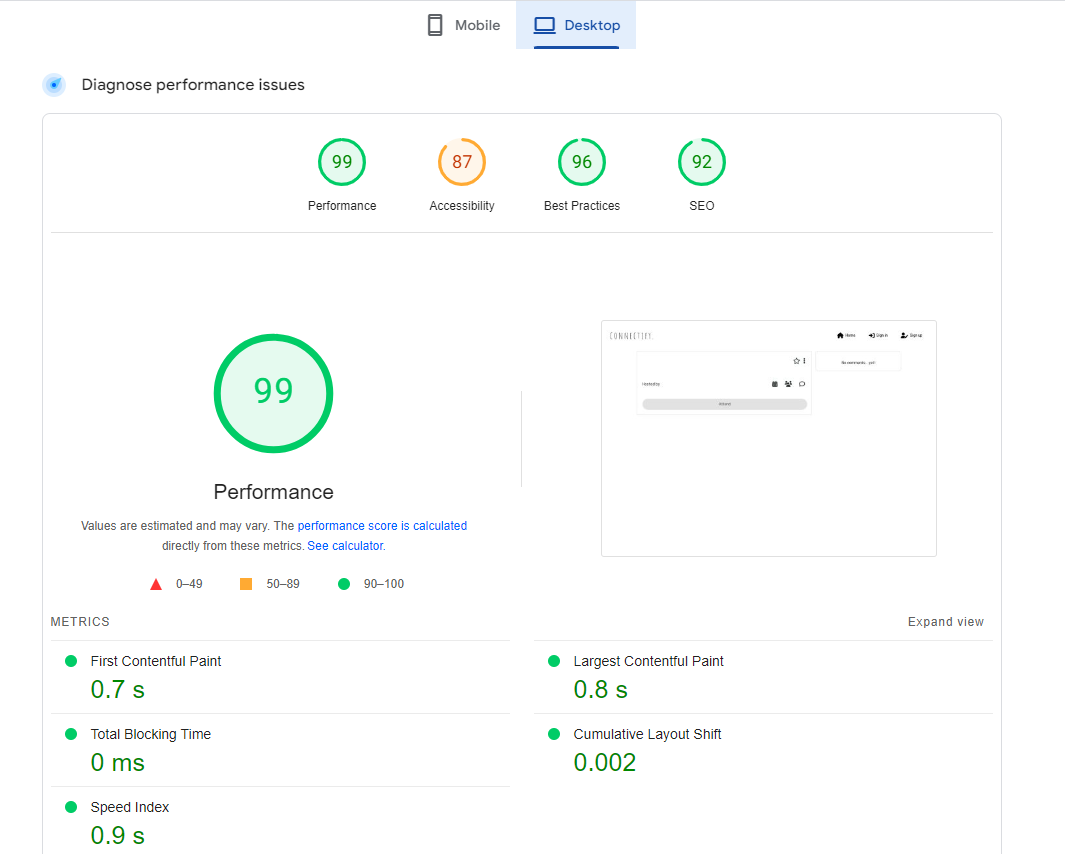 Mobile Desktop
Diagnose performance issues
99 87 96 92
Performance Accessibility Best Practices SEO
99
CONNECTIFY.
Home Sign in Sign up
No comments... yet!
Performance
Values are estimated and may vary. The performance score is calculated
directly from these metrics. See calculator.
0–49 50–89 90–100
METRICS Expand view
First Contentful Paint Largest Contentful Paint
0.7 s 0.8 s
Total Blocking Time Cumulative Layout Shift
0 ms 0.002
Speed Index
0.9 s